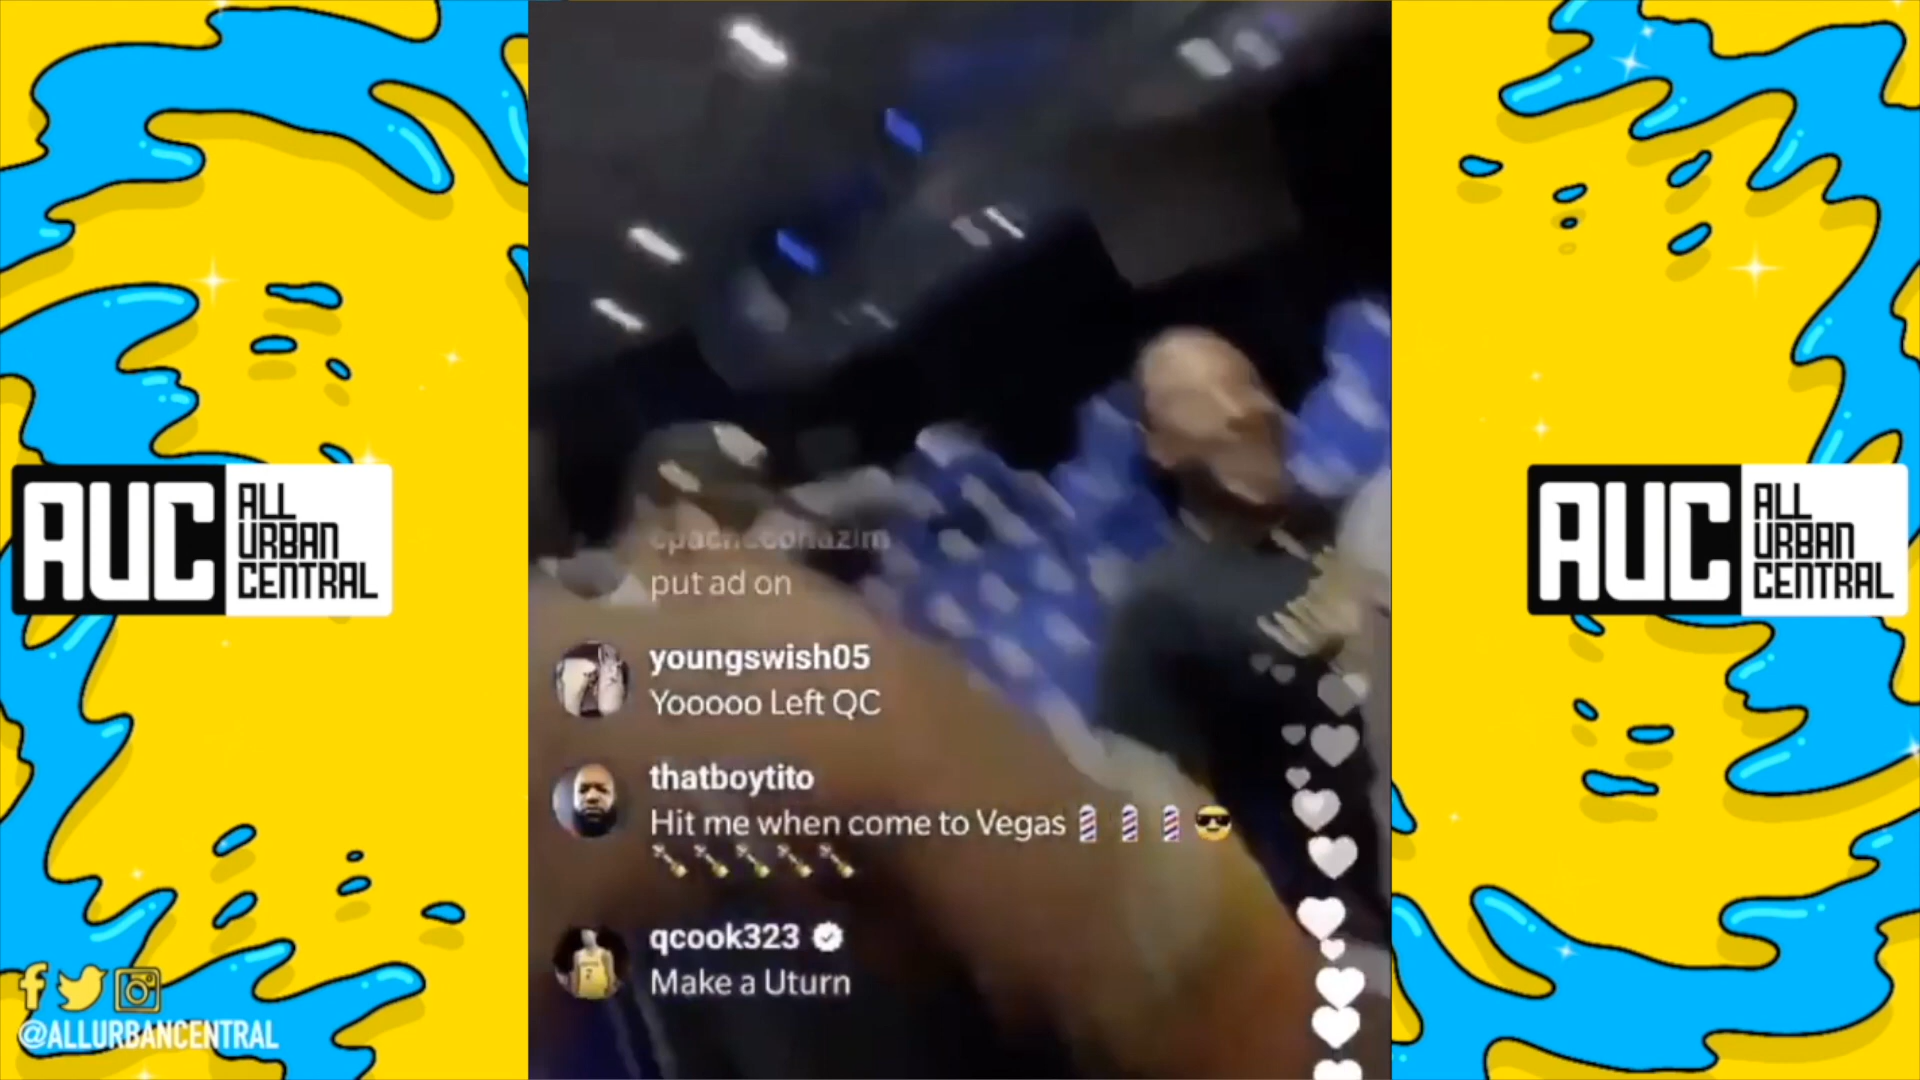 AUC
ALL
URBAN
CENTRAL
put ad on
youngswish05
Yooooo Left QC
thatboytito
Hit me when come to Vegas 💈 💈 💈 😎
🍾🍾🍾🍾🍾
qcook323
Make a Uturn
AUC
ALL
URBAN
CENTRAL
@ALLURBANCENTRAL